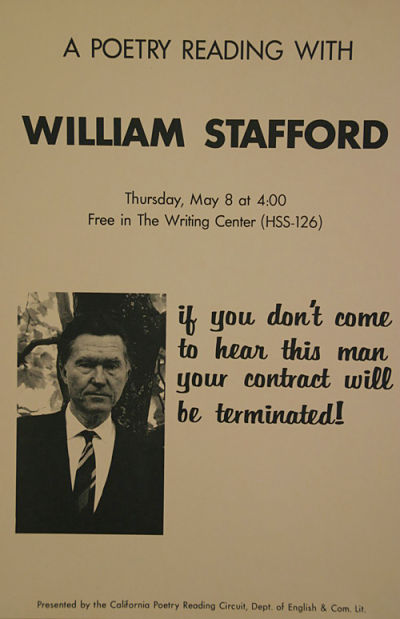 A POETRY READING WITH
WILLIAM STAFFORD
Thursday, May 8 at 4:00
Free in The Writing Center (HSS-126)
if you don't come
to hear this man
your contract will
be terminated!
Presented by the California Poetry Reading Circuit, Dept. of English & Com. Lit.